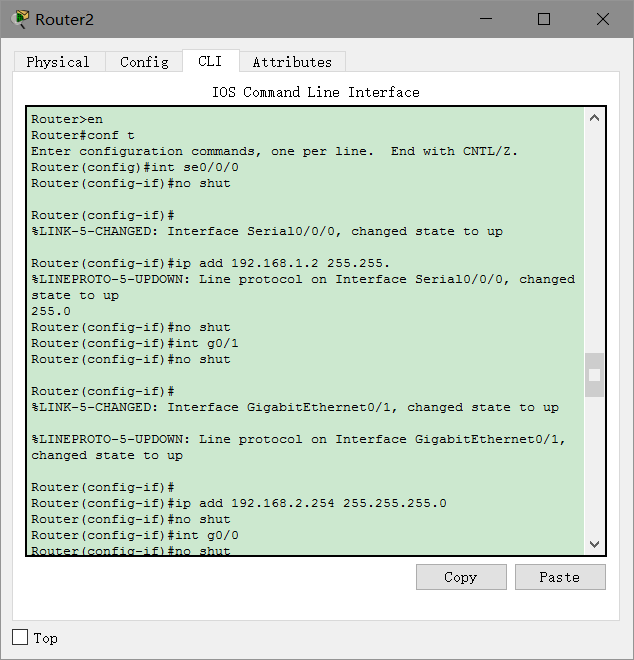 Router2
Physical Config CLI Attributes
IOS Command Line Interface
Router>en
Router#conf t
Enter configuration commands, one per line.  End with CNTL/Z.
Router(config)#int se0/0/0
Router(config-if)#no shut
Router(config-if)#
%LINK-5-CHANGED: Interface Serial0/0/0, changed state to up
Router(config-if)#ip add 192.168.1.2 255.255.
%LINEPROTO-5-UPDOWN: Line protocol on Interface Serial0/0/0, changed
state to up
255.0
Router(config-if)#no shut
Router(config-if)#int g0/1
Router(config-if)#no shut
Router(config-if)#
%LINK-5-CHANGED: Interface GigabitEthernet0/1, changed state to up
%LINEPROTO-5-UPDOWN: Line protocol on Interface GigabitEthernet0/1,
changed state to up
Router(config-if)#
Router(config-if)#ip add 192.168.2.254 255.255.255.0
Router(config-if)#no shut
Router(config-if)#int g0/0
Router(config-if)#no shut
Copy Paste
Top